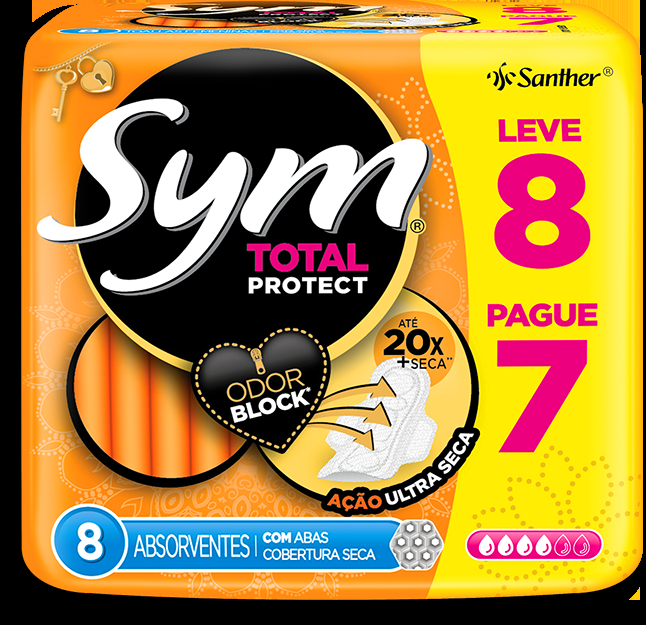 Santher®
LEVE
8
PAGUE
7
Sym®
TOTAL
PROTECT
ODOR
BLOCK*
ATÉ
20x
+SECA**
AÇÃO ULTRA SECA
8 ABSORVENTES
COM ABAS
COBERTURA SECA